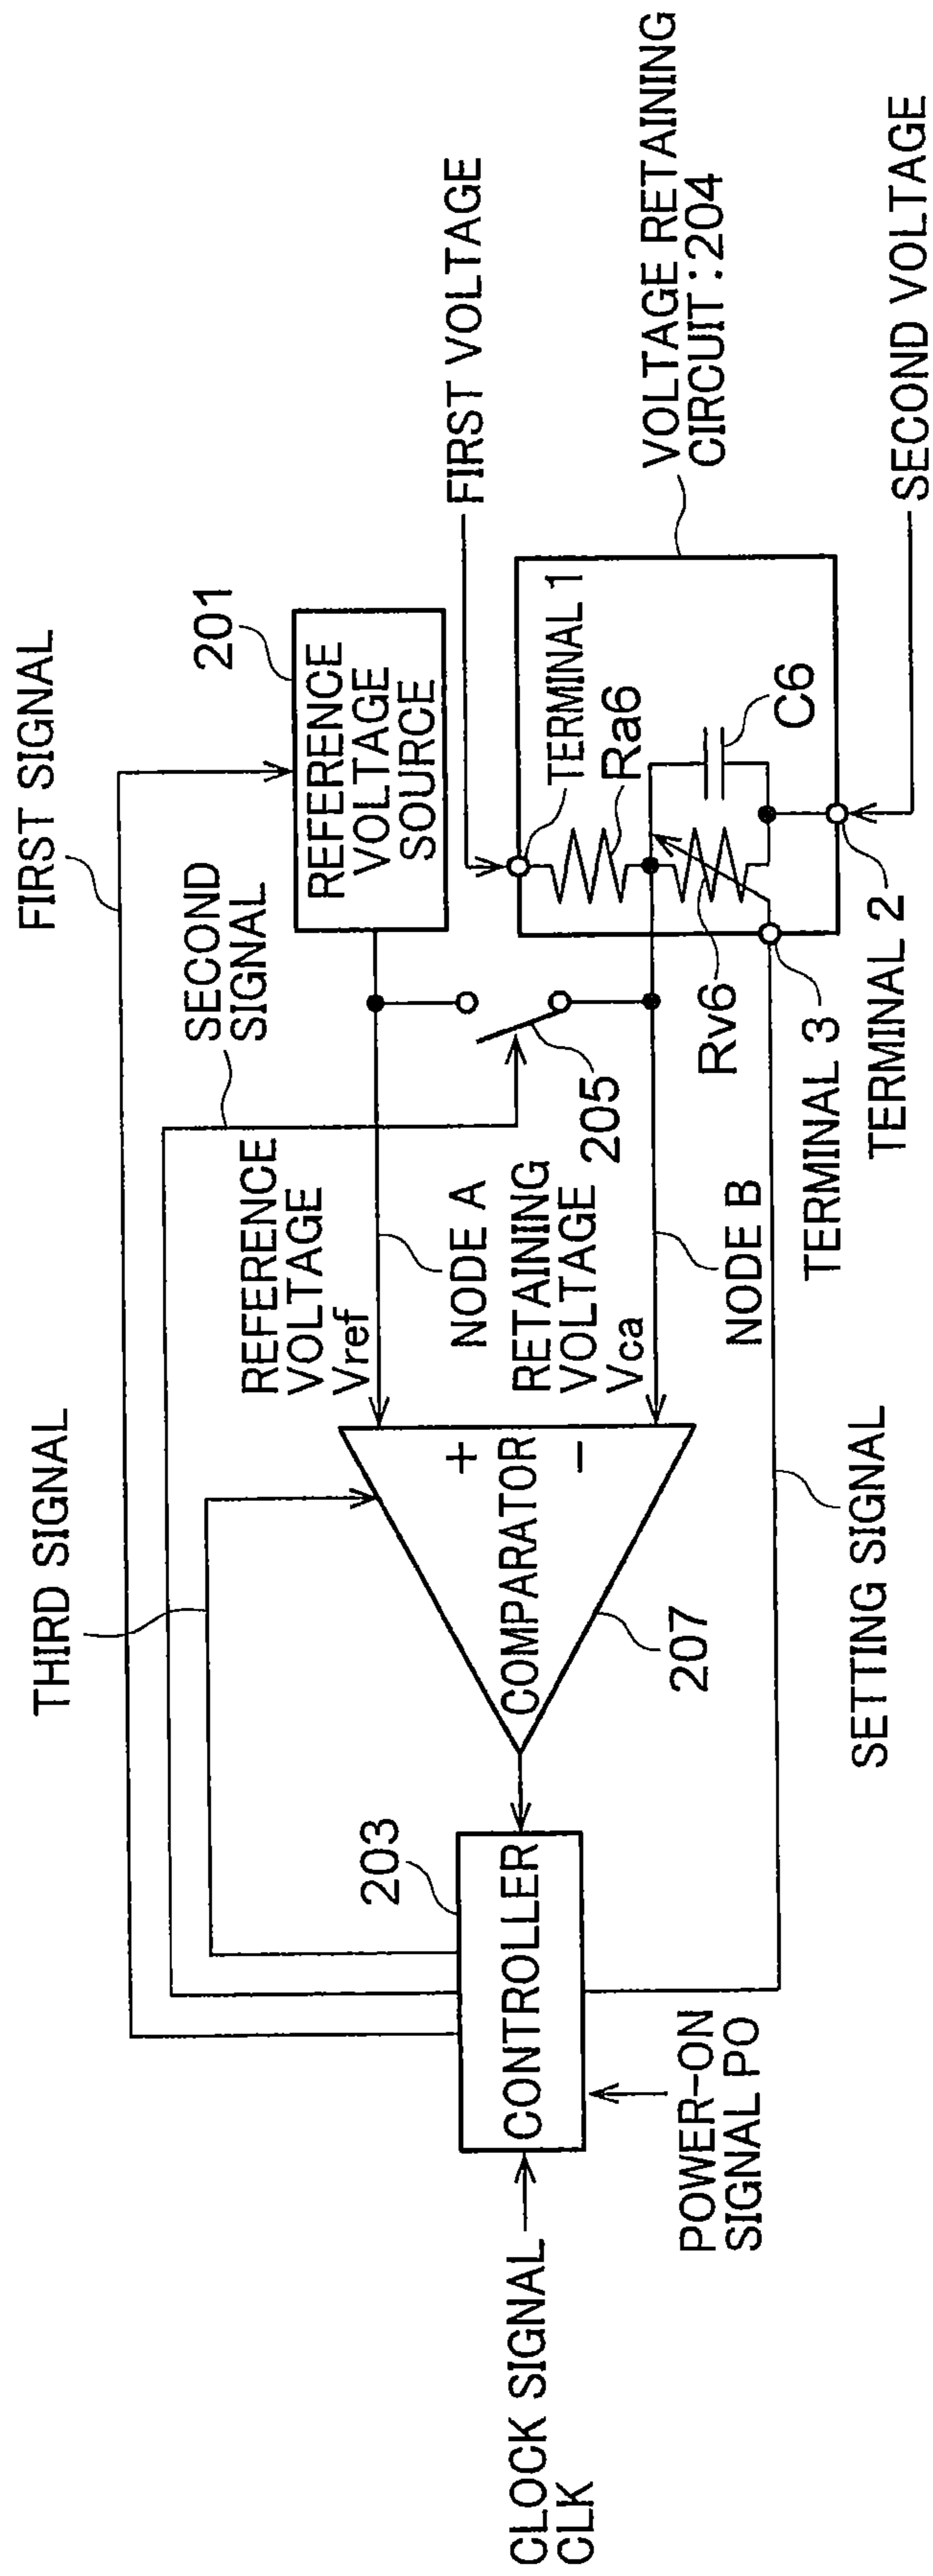 FIRST SIGNAL
SECOND
SIGNAL
THIRD SIGNAL
201
REFERENCE
VOLTAGE
SOURCE
FIRST VOLTAGE
REFERENCE
VOLTAGE
Vref
NODE A
205
RETAINING
VOLTAGE
Vca
NODE B
TERMINAL 1
Ra6
Rv6
C6
VOLTAGE RETAINING
CIRCUIT :204
SECOND VOLTAGE
TERMINAL 2
TERMINAL 3
+
COMPARATOR
−
207
203
CONTROLLER
SETTING SIGNAL
POWER-ON
SIGNAL PO
CLOCK SIGNAL
CLK